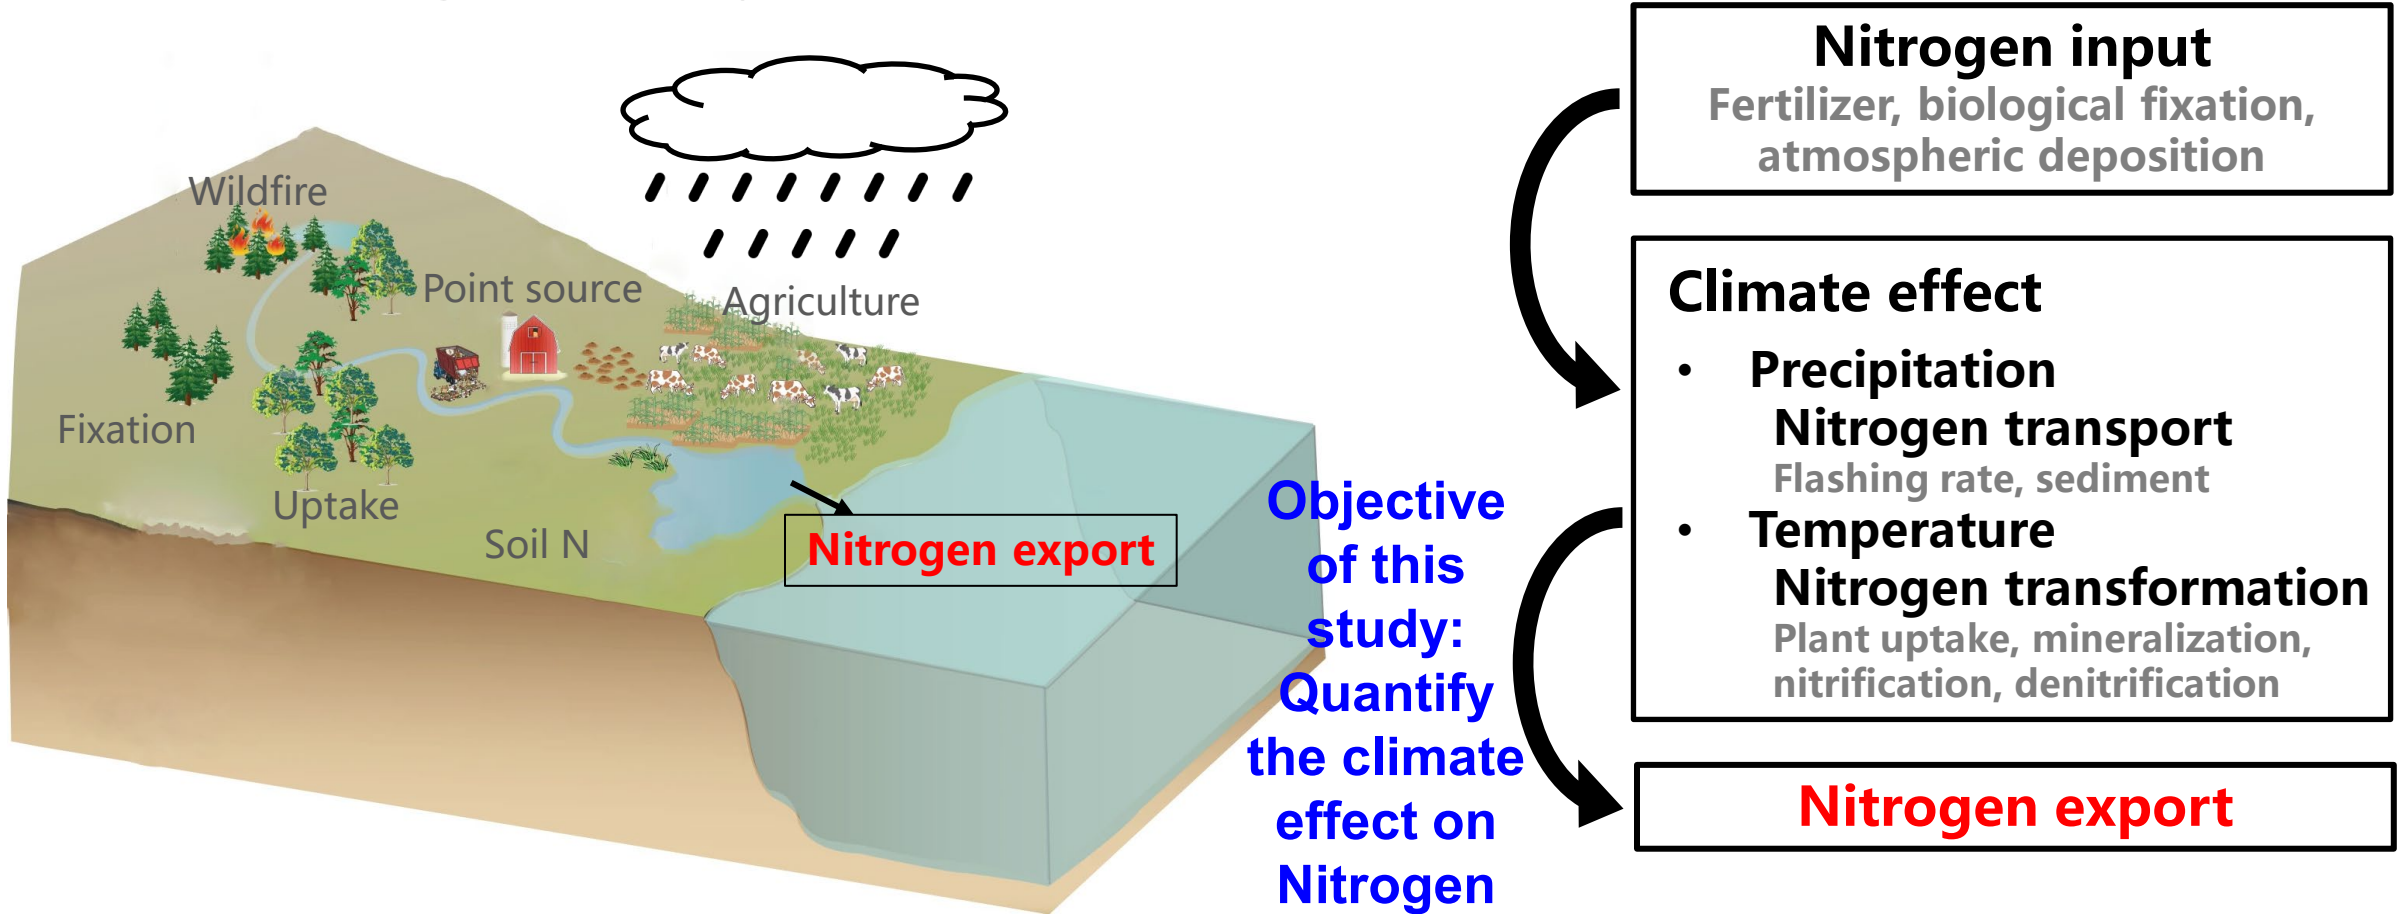 Wildfire
Point source
Agriculture
Fixation
Uptake
Soil N
Nitrogen export
Objective
of this
study:
Quantify
the climate
effect on
Nitrogen
Nitrogen input
Fertilizer, biological fixation,
atmospheric deposition
Climate effect
• Precipitation
Nitrogen transport
Flashing rate, sediment
• Temperature
Nitrogen transformation
Plant uptake, mineralization,
nitrification, denitrification
Nitrogen export